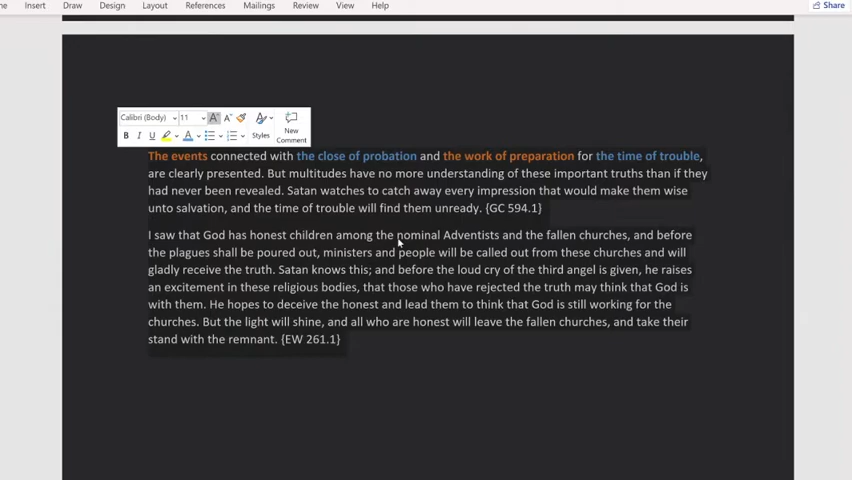 Insert Draw Design Layout References Mailings Review View Help Share
Calibri (Body) 11 A A
B I U A Styles New
Comment
The events connected with the close of probation and the work of preparation for the time of trouble,
are clearly presented. But multitudes have no more understanding of these important truths than if they
had never been revealed. Satan watches to catch away every impression that would make them wise
unto salvation, and the time of trouble will find them unready. {GC 594.1}
I saw that God has honest children among the nominal Adventists and the fallen churches, and before
the plagues shall be poured out, ministers and people will be called out from these churches and will
gladly receive the truth. Satan knows this; and before the loud cry of the third angel is given, he raises
an excitement in these religious bodies, that those who have rejected the truth may think that God is
with them. He hopes to deceive the honest and lead them to think that God is still working for the
churches. But the light will shine, and all who are honest will leave the fallen churches, and take their
stand with the remnant. {EW 261.1}